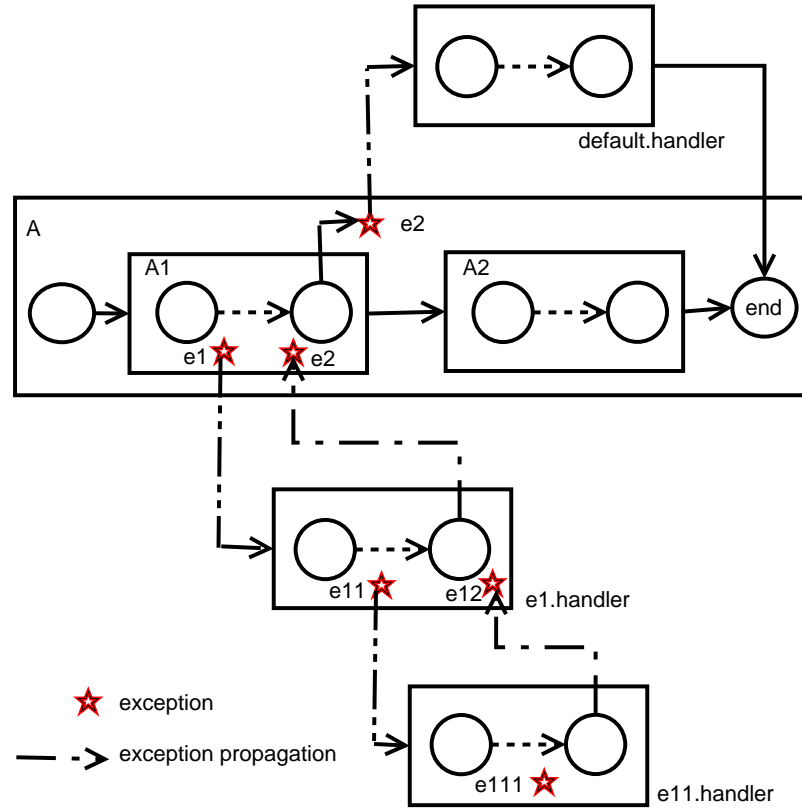 default.handler
A
e2
A1
A2
end
e1
e2
e11
e12
e1.handler
exception
exception propagation
e111
e11.handler